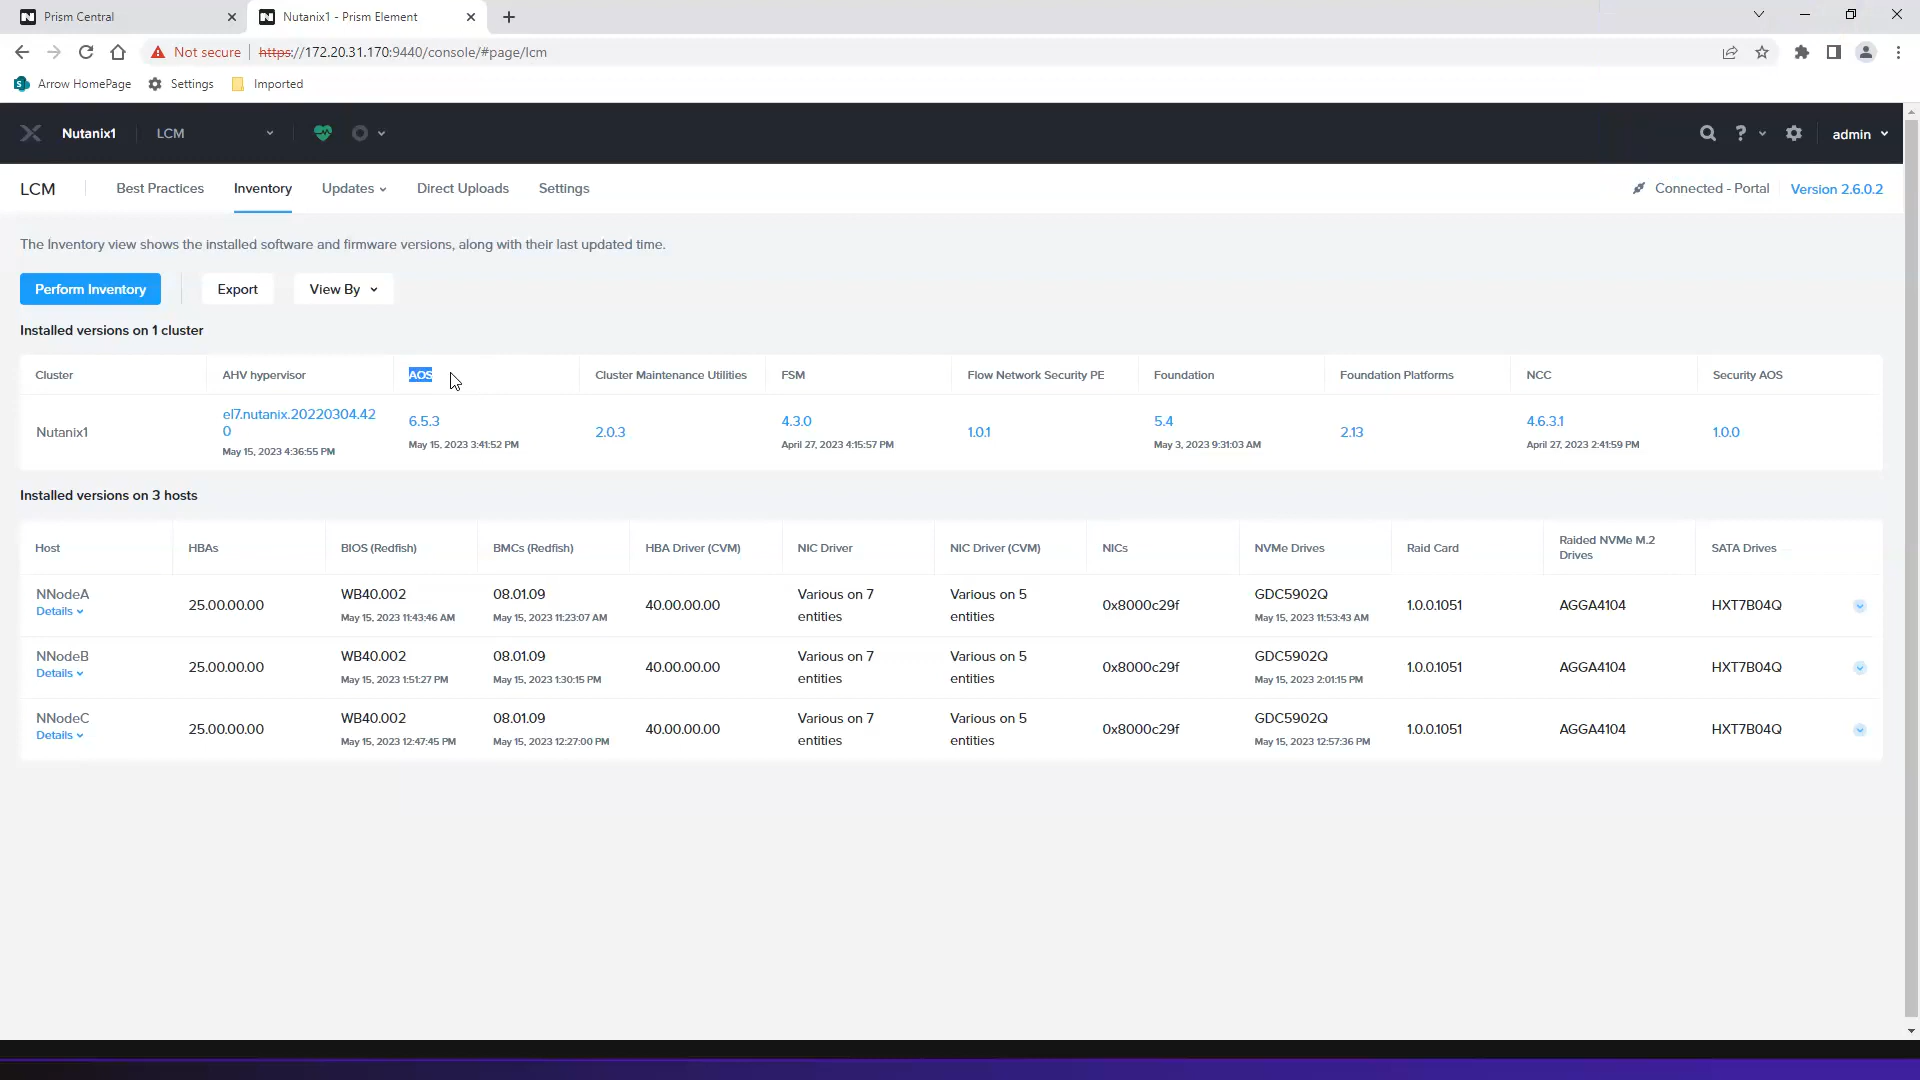 Prism Central
Nutanix1 - Prism Element
Not secure
https://172.20.31.170:9440/console/#page/lcm
Arrow HomePage
Settings
Imported
Nutanix1
LCM
?
admin
LCM
Best Practices
Inventory
Updates
Direct Uploads
Settings
Connected - Portal
Version 2.6.0.2
The Inventory view shows the installed software and firmware versions, along with their last updated time.
Perform Inventory
Export
View By
Installed versions on 1 cluster
Cluster
AHV hypervisor
AOS
Cluster Maintenance Utilities
FSM
Flow Network Security PE
Foundation
Foundation Platforms
NCC
Security AOS
Nutanix1
el7.nutanix.20220304.42
0
May 15, 2023 4:36:55 PM
6.5.3
May 15, 2023 3:41:52 PM
2.0.3
4.3.0
April 27, 2023 4:15:57 PM
1.0.1
5.4
May 3, 2023 9:31:03 AM
2.13
4.6.3.1
April 27, 2023 2:41:59 PM
1.0.0
Installed versions on 3 hosts
Host
HBAs
BIOS (Redfish)
BMCs (Redfish)
HBA Driver (CVM)
NIC Driver
NIC Driver (CVM)
NICs
NVMe Drives
Raid Card
Raided NVMe M.2
Drives
SATA Drives
NNodeA
Details
25.00.00.00
WB40.002
May 15, 2023 11:43:46 AM
08.01.09
May 15, 2023 11:23:07 AM
40.00.00.00
Various on 7
entities
Various on 5
entities
0x8000c29f
GDC5902Q
May 15, 2023 11:53:43 AM
1.0.0.1051
AGGA4104
HXT7B04Q
NNodeB
Details
25.00.00.00
WB40.002
May 15, 2023 1:51:27 PM
08.01.09
May 15, 2023 1:30:15 PM
40.00.00.00
Various on 7
entities
Various on 5
entities
0x8000c29f
GDC5902Q
May 15, 2023 2:01:15 PM
1.0.0.1051
AGGA4104
HXT7B04Q
NNodeC
Details
25.00.00.00
WB40.002
May 15, 2023 12:47:45 PM
08.01.09
May 15, 2023 12:27:00 PM
40.00.00.00
Various on 7
entities
Various on 5
entities
0x8000c29f
GDC5902Q
May 15, 2023 12:57:36 PM
1.0.0.1051
AGGA4104
HXT7B04Q